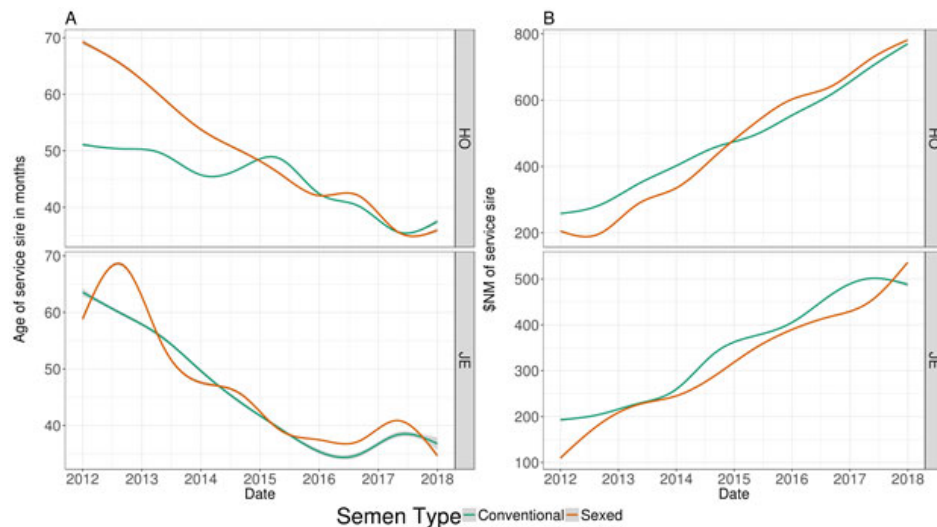 A
B
Age of service sire in months
70
60
50
40
HO
70
60
50
40
JE
2012 2013 2014 2015 2016 2017 2018
Date
$NM of service sire
800
600
400
200
HO
500
400
300
200
100
JE
2012 2013 2014 2015 2016 2017 2018
Date
Semen Type Conventional Sexed